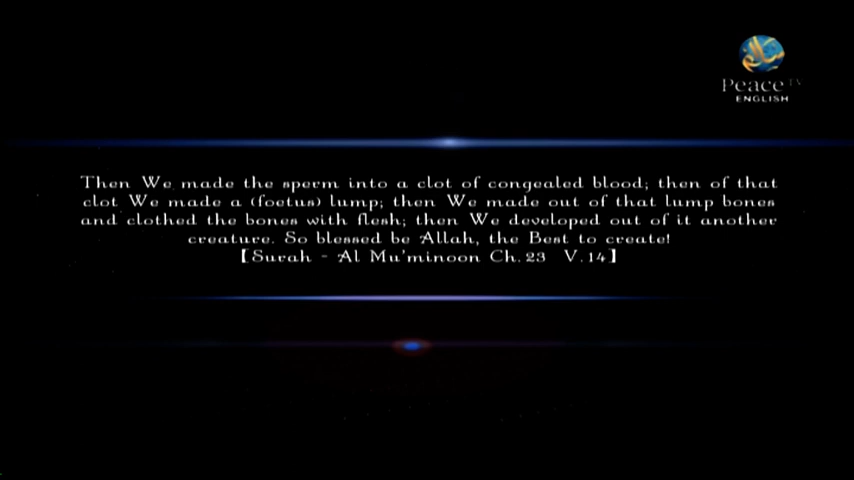 Peace TV
ENGLISH
Then We made the sperm into a clot of congealed blood; then of that
clot We made a (foetus) lump; then We made out of that lump bones
and clothed the bones with flesh; then We developed out of it another
creature. So blessed be Allah, the Best to create!
[Surah - Al Mu'minoon Ch.23 V.14]